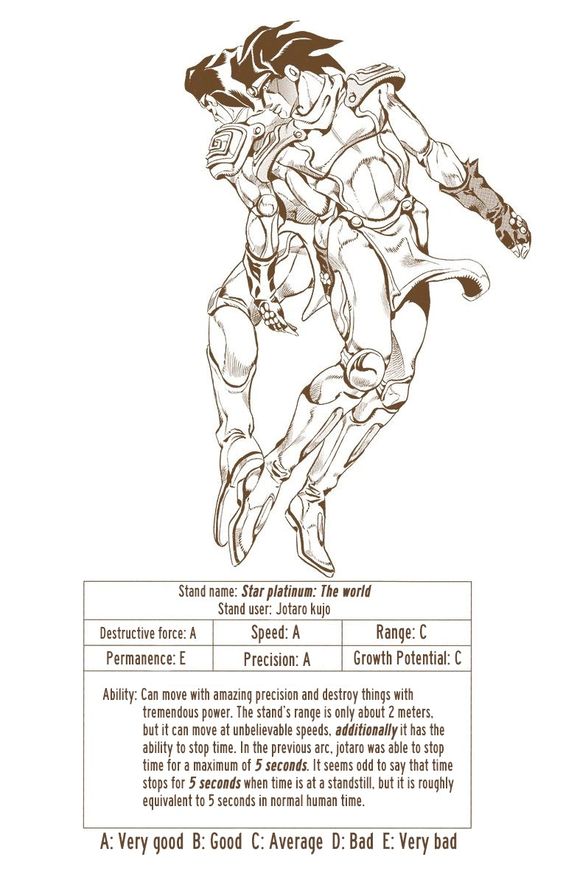 Stand name: Star platinum: The world
Stand user: Jotaro kujo
Destructive force: A Speed: A Range: C
Permanence: E Precision: A Growth Potential: C
Ability: Can move with amazing precision and destroy things with
tremendous power. The stand's range is only about 2 meters,
but it can move at unbelievable speeds, additionally it has the
ability to stop time. In the previous arc, jotaro was able to stop
time for a maximum of 5 seconds. It seems odd to say that time
stops for 5 seconds when time is at a standstill, but it is roughly
equivalent to 5 seconds in normal human time.
A: Very good B: Good C: Average D: Bad E: Very bad